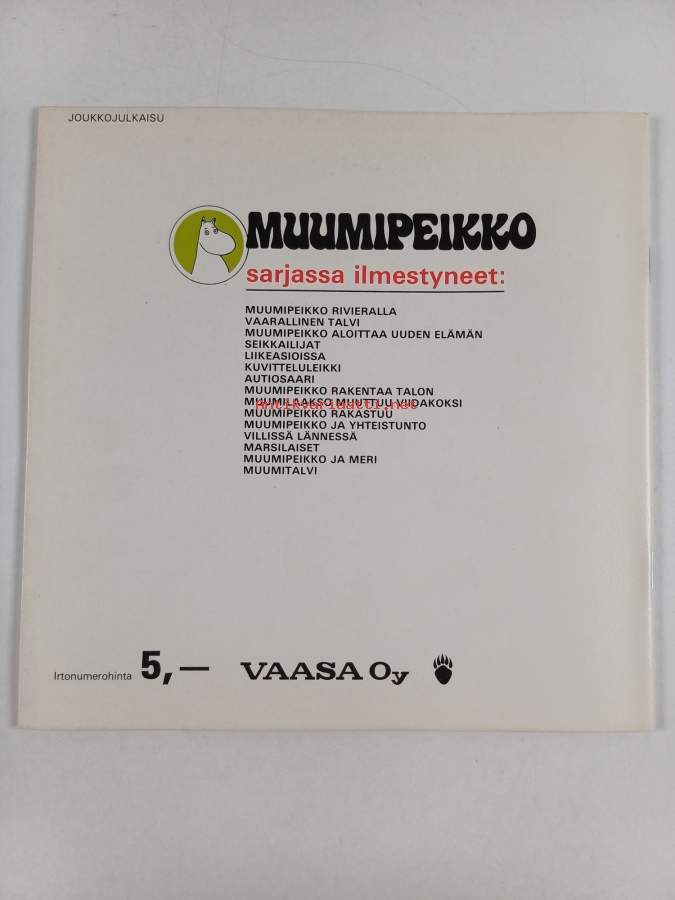 JOUKKOJULKAISU
MUUMIPEIKKO
sarjassa ilmestyneet:
MUUMIPEIKKO RIVIERALLA
VAARALLINEN TALVI
MUUMIPEIKKO ALOITTAA UUDEN ELÄMÄN
SEIKKAILIJAT
LIIKEASIOISSA
KUVITTELULEIKKI
AUTIOSAARI
MUUMIPEIKKO RAKENTAA TALON
MUUMILAAKSO MUUTTUU VIIDAKOKSI
Antikvariaatti.net
MUUMIPEIKKO RAKASTUU
MUUMIPEIKKO JA YHTEISTUNTO
VILLISSÄ LÄNNESSÄ
MARSILAISET
MUUMIPEIKKO JA MERI
MUUMITALVI
Irtonumerohinta 5,— VAASA Oy